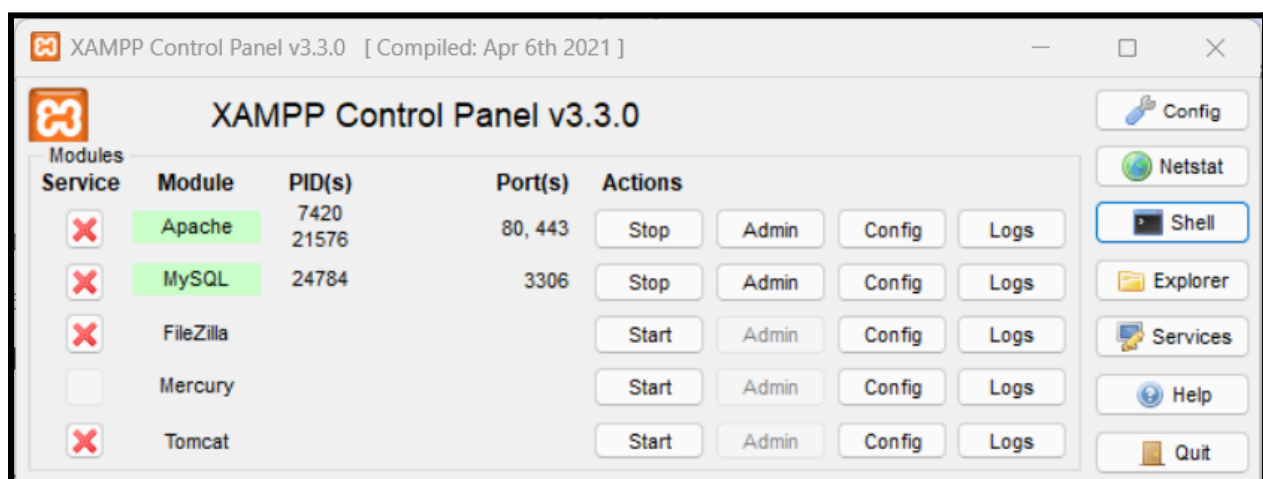 XAMPP Control Panel v3.3.0 [ Compiled: Apr 6th 2021 ]
XAMPP Control Panel v3.3.0
Config
Modules
Netstat
Service Module PID(s) Port(s) Actions
Apache 7420 21576 80, 443 Stop Admin Config Logs
Shell
MySQL 24784 3306 Stop Admin Config Logs
Explorer
FileZilla Start Admin Config Logs
Services
Mercury Start Admin Config Logs
Help
Tomcat Start Admin Config Logs
Quit